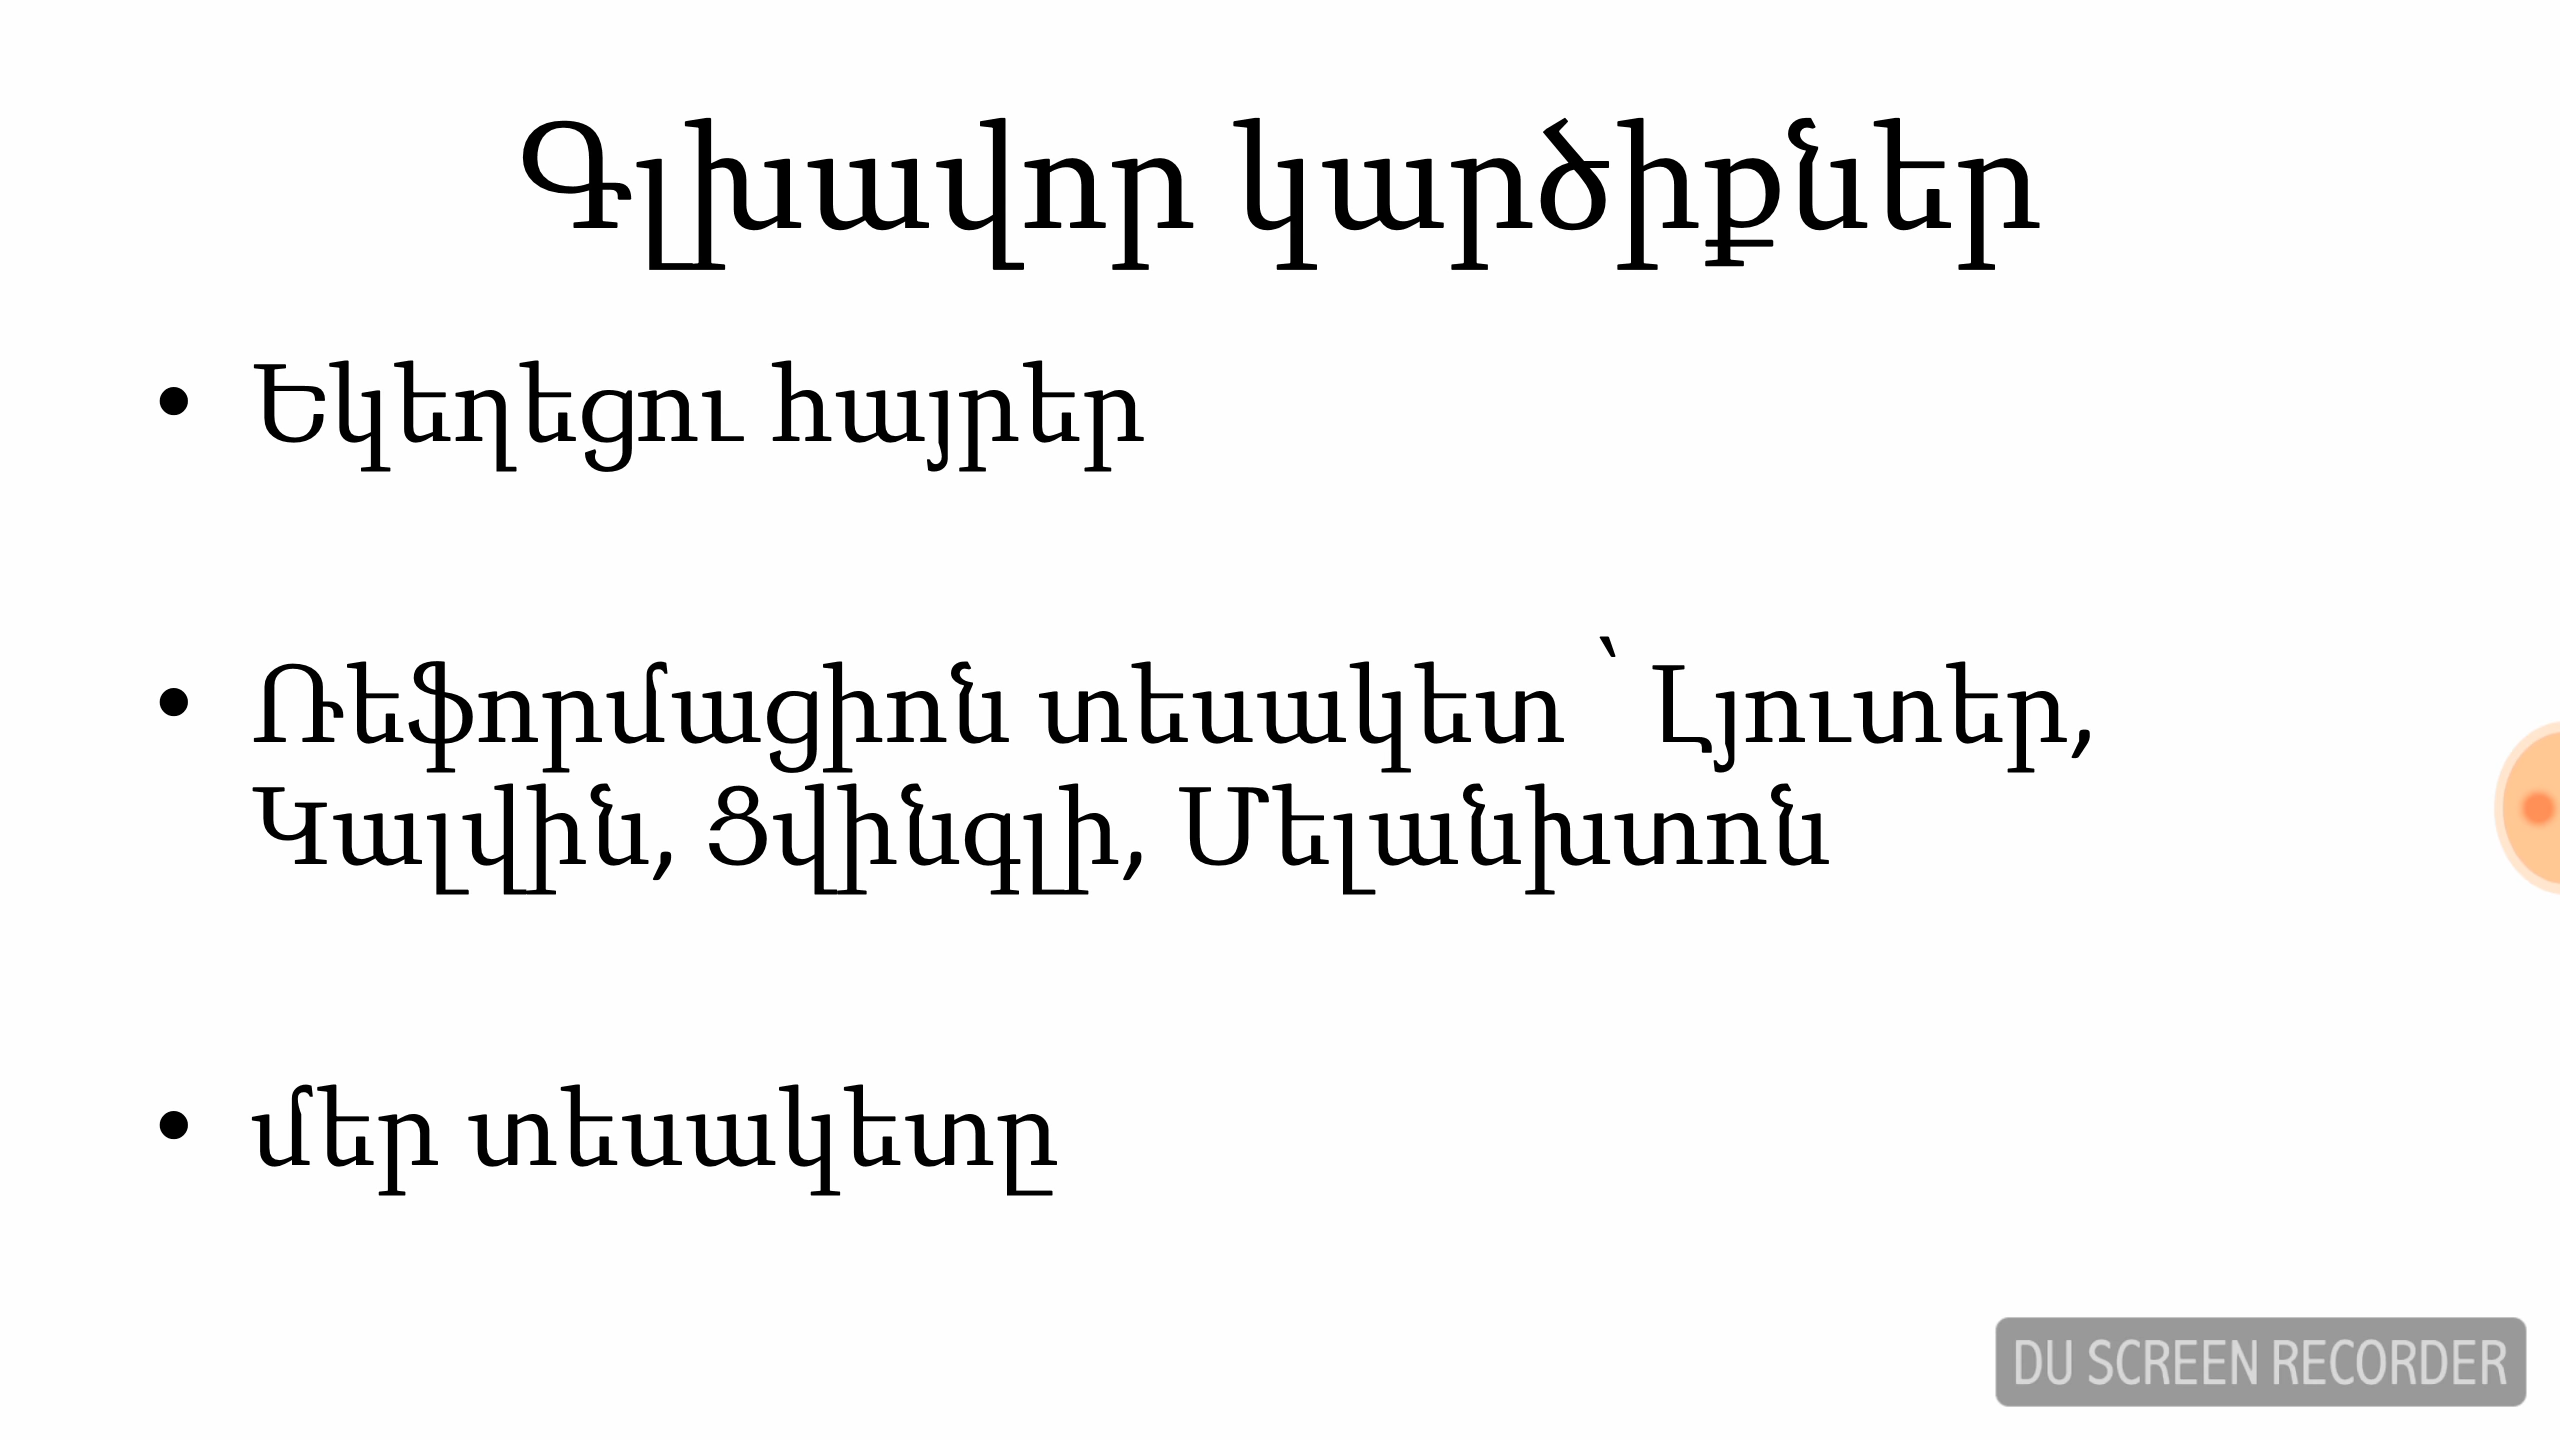 Գլխավոր կարծիքներ
• Եկեղեցու հայրեր
• Ռեֆորմացիոն տեսակետ ՝ Լյուտեր,
Կալվին, Ցվինգլի, Մելանխտոն
• մեր տեսակետը
DU SCREEN RECORDER